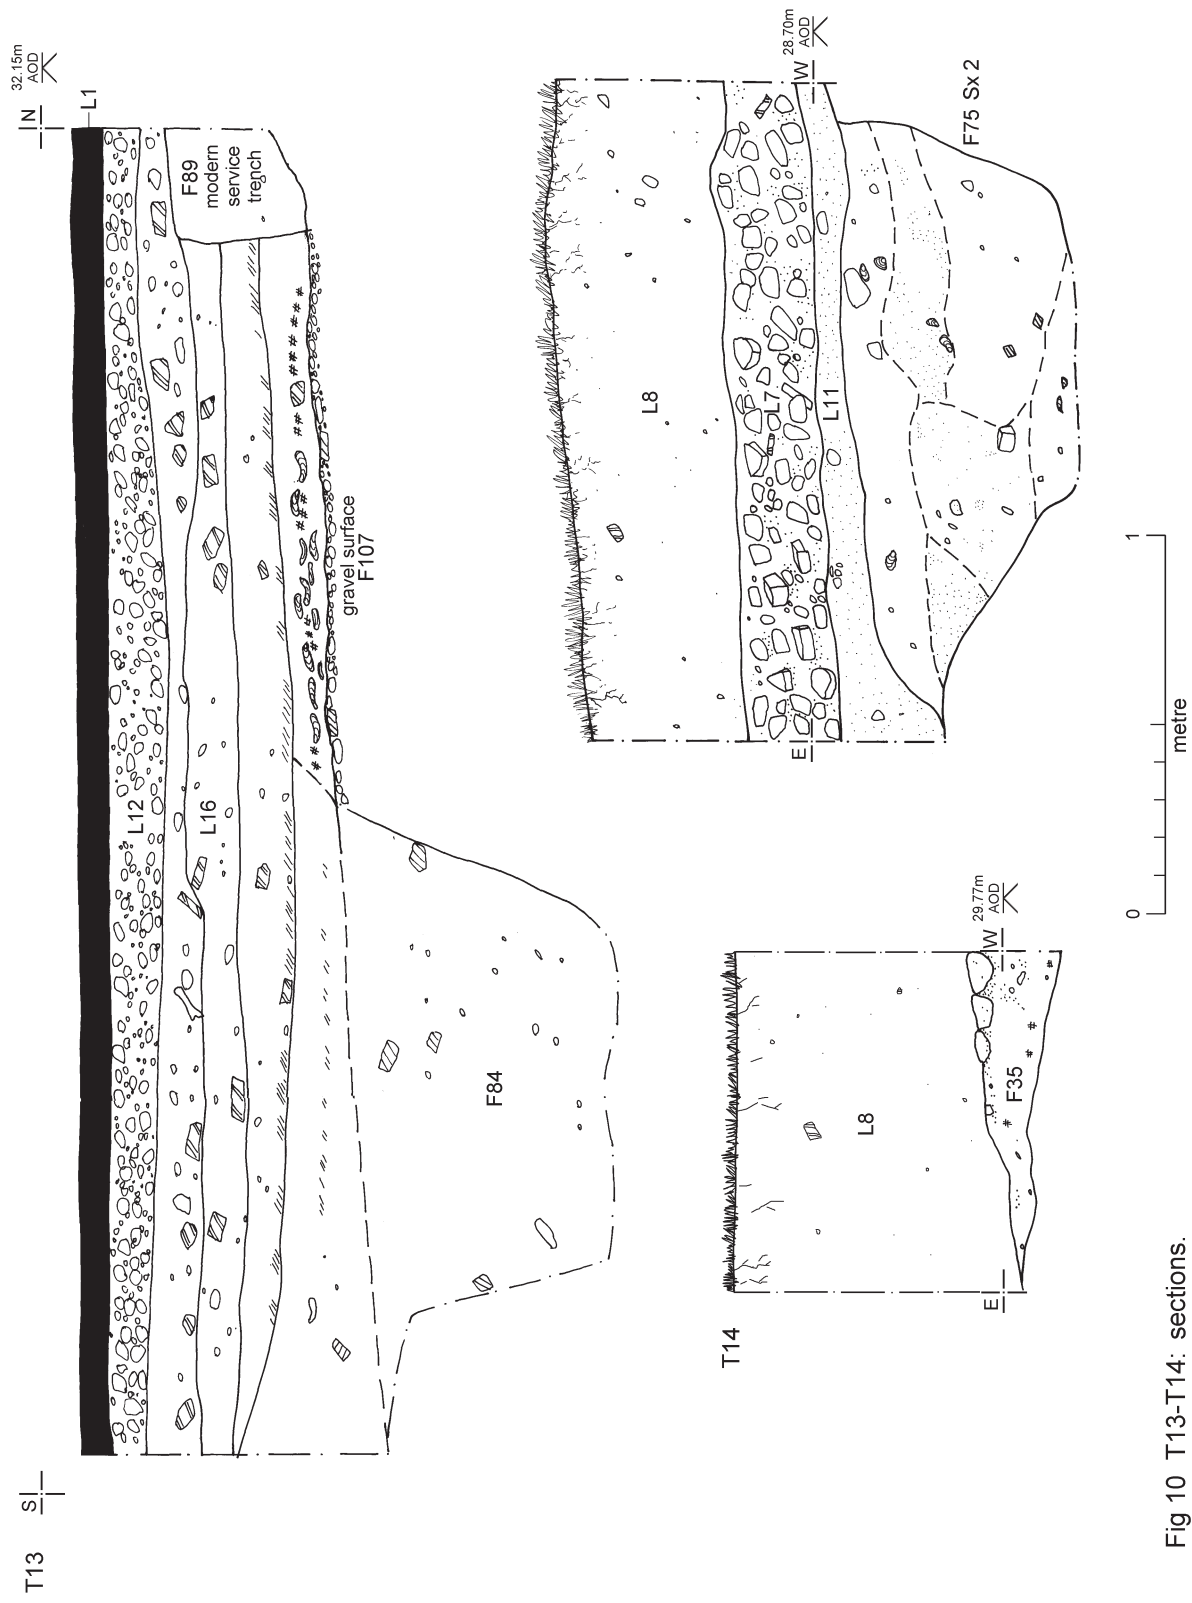 T13
S
N
32.15m
AOD
L1
L12
L16
F89
modern
service
trench
gravel surface
F107
F84
E
W
28.70m
AOD
L8
L7
L11
F75 Sx 2
T14
E
W
29.77m
AOD
L8
F35
0
1
metre
Fig 10 T13-T14: sections.